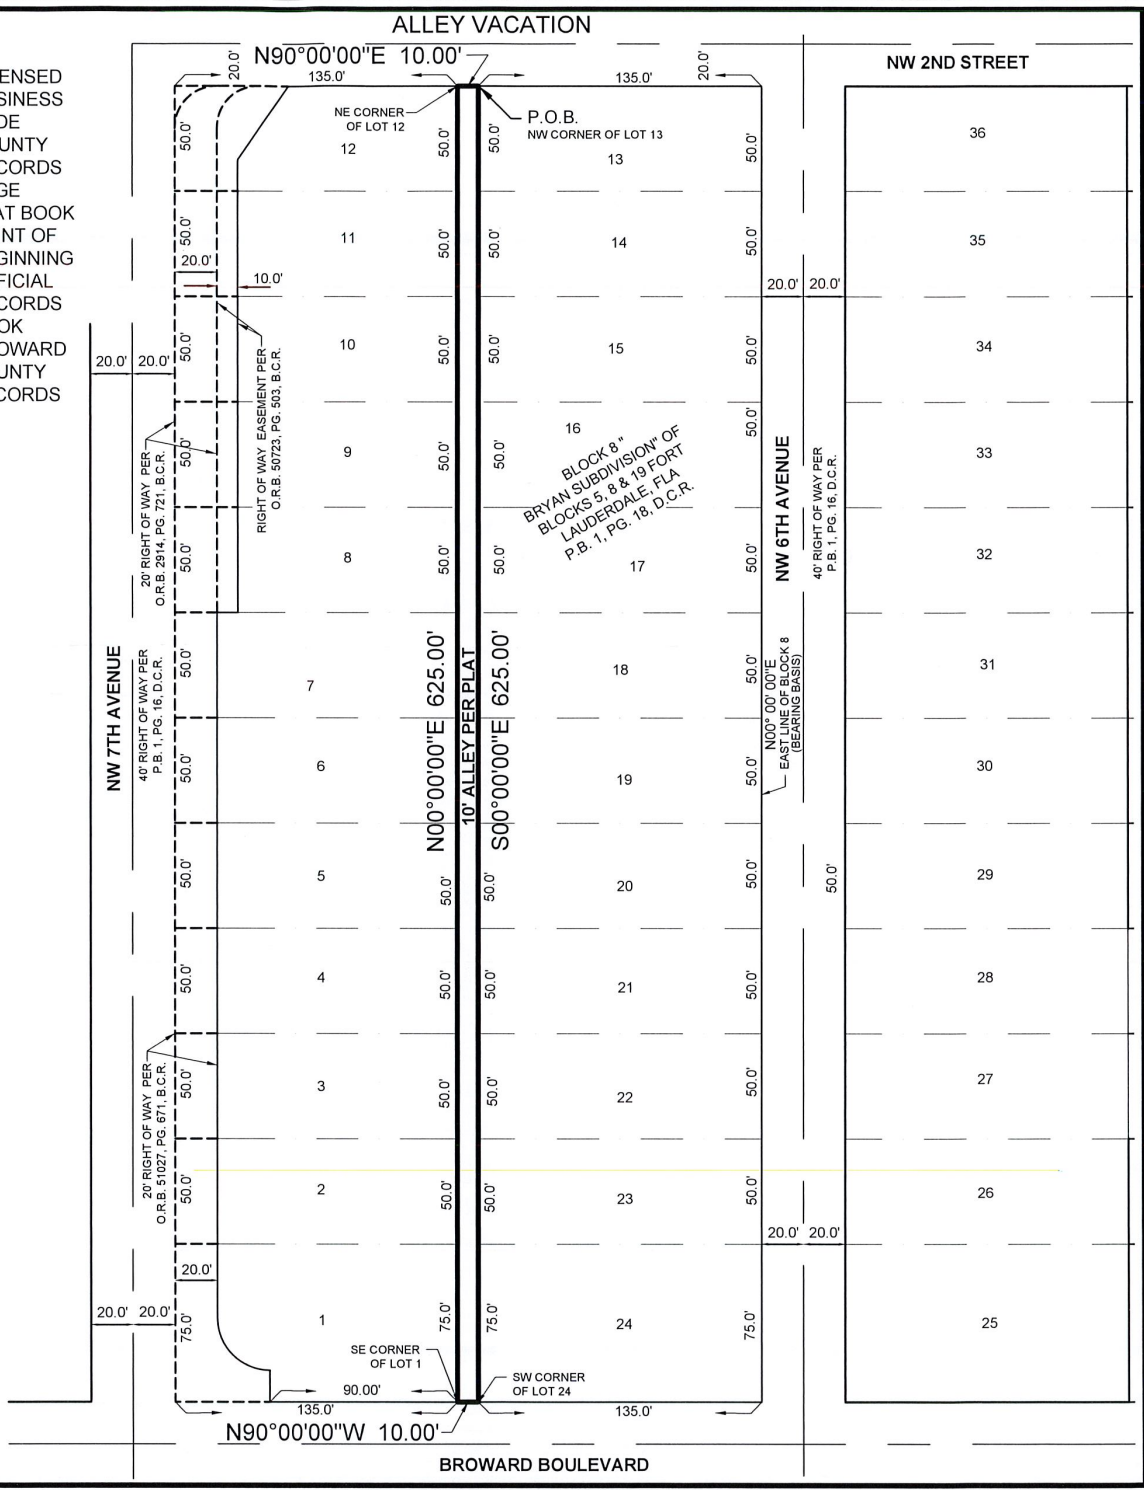 ALLEY VACATION
N90°00'00"E 10.00'
NW 2ND STREET
20.0'
135.0'
135.0'
20.0'
ENSED
SINESS
DE
UNTY
CORDS
GE
AT BOOK
NT OF
GINNING
FICIAL
CORDS
OK
OWARD
UNTY
CORDS
NE CORNER
OF LOT 12
P.O.B.
NW CORNER OF LOT 13
50.0'
12
50.0'
50.0'
13
50.0'
36
50.0'
11
50.0'
50.0'
14
50.0'
35
20.0'
10.0'
20.0'
20.0'
50.0'
10
50.0'
50.0'
15
50.0'
34
20.0'
20.0'
RIGHT OF WAY EASEMENT PER
O.R.B. 50723, PG. 503, B.C.R.
50.0'
9
50.0'
50.0'
16
50.0'
33
BLOCK 8 "
BRYAN SUBDIVISION" OF
BLOCKS 5, 8 & 19 FORT
LAUDERDALE, FLA
P.B. 1, PG. 18, D.C.R.
20' RIGHT OF WAY PER
O.R.B. 2914, PG. 721, B.C.R.
NW 6TH AVENUE
40' RIGHT OF WAY PER
P.B. 1, PG. 16, D.C.R.
50.0'
8
50.0'
50.0'
17
50.0'
32
NW 7TH AVENUE
40' RIGHT OF WAY PER
P.B. 1, PG. 16, D.C.R.
50.0'
7
N00°00'00"E 625.00'
10' ALLEY PER PLAT
S00°00'00"E 625.00'
18
50.0'
N00° 00' 00"E
EAST LINE OF BLOCK 8
(BEARING BASIS)
31
50.0'
6
19
50.0'
30
50.0'
5
50.0'
50.0'
20
50.0'
50.0'
29
50.0'
4
50.0'
50.0'
21
50.0'
28
20' RIGHT OF WAY PER
O.R.B. 51027, PG. 671, B.C.R.
50.0'
3
50.0'
50.0'
22
50.0'
27
50.0'
2
50.0'
50.0'
23
50.0'
26
20.0'
20.0'
20.0'
20.0'
20.0'
75.0'
1
75.0'
75.0'
24
75.0'
25
SE CORNER
OF LOT 1
SW CORNER
OF LOT 24
90.00'
135.0'
135.0'
N90°00'00"W 10.00'
BROWARD BOULEVARD